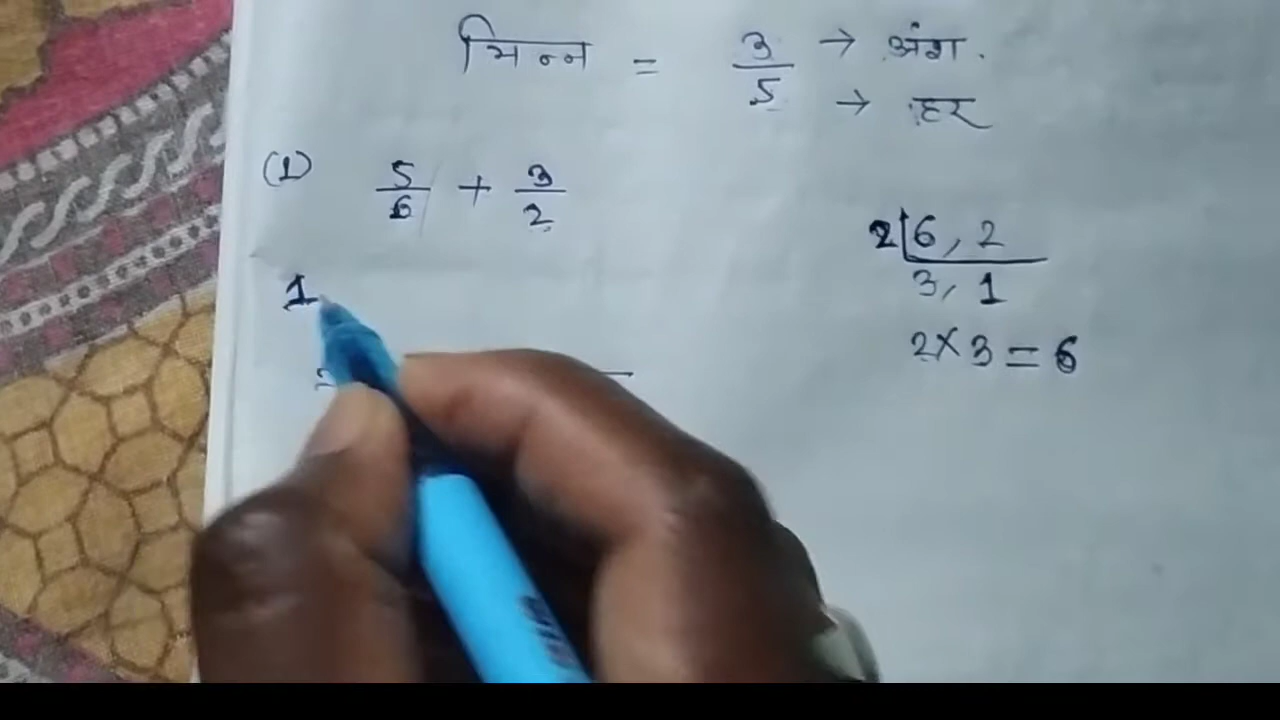 भिन्न = 3/5 → अंश. → हर
(1) 5/6 + 3/2
2 | 6, 2
3, 1
1
2 × 3 = 6